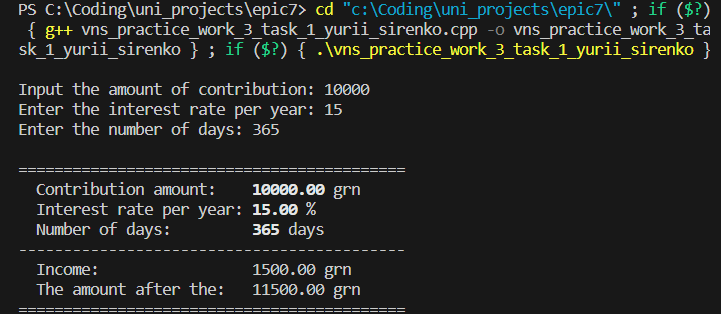 PS C:\Coding\uni_projects\epic7> cd "c:\Coding\uni_projects\epic7\" ; if ($?)
 { g++ vns_practice_work_3_task_1_yurii_sirenko.cpp -o vns_practice_work_3_ta
sk_1_yurii_sirenko } ; if ($?) { .\vns_practice_work_3_task_1_yurii_sirenko }
Input the amount of contribution: 10000
Enter the interest rate per year: 15
Enter the number of days: 365
===========================================
Contribution amount: 10000.00 grn
Interest rate per year: 15.00 %
Number of days: 365 days
-------------------------------------------
Income: 1500.00 grn
The amount after the: 11500.00 grn
===========================================